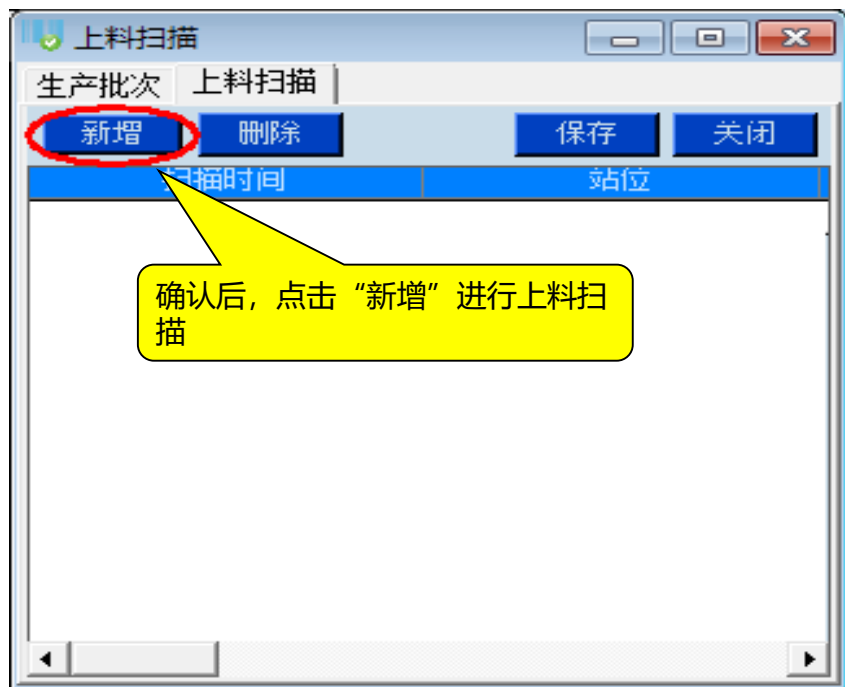 上料扫描
生产批次 上料扫描
新增 删除 保存 关闭
扫描时间 站位
确认后，点击“新增”进行上料扫
描